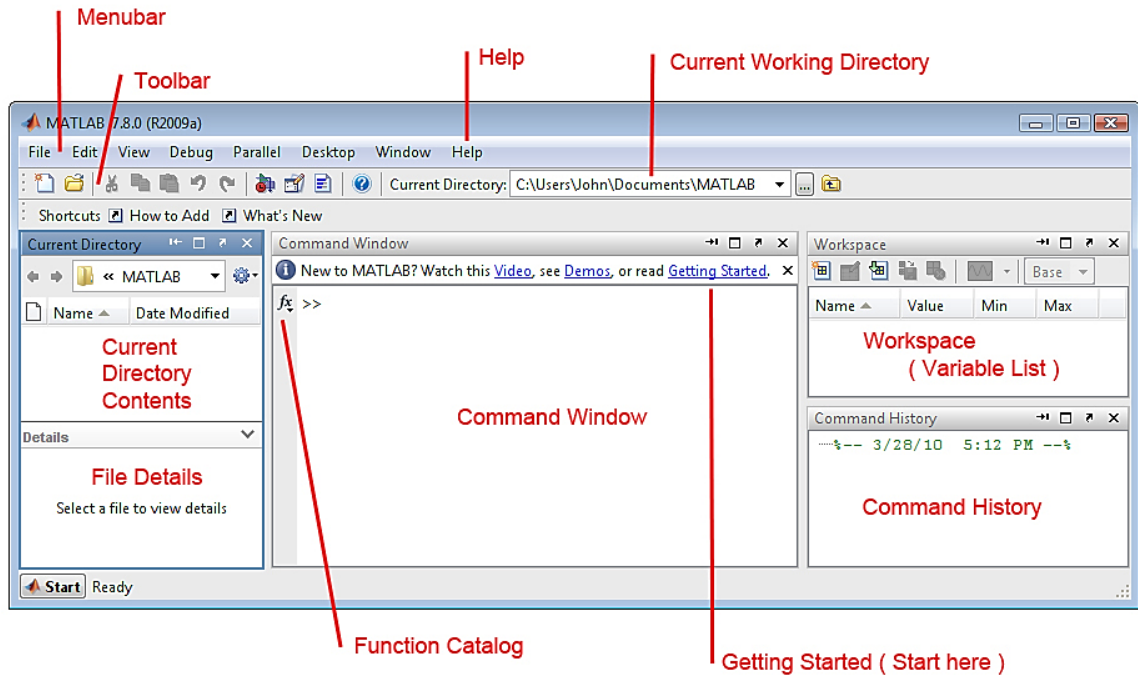 Menubar
Help
Current Working Directory
Toolbar
MATLAB 7.8.0 (R2009a)
File Edit View Debug Parallel Desktop Window Help
Current Directory: C:\Users\John\Documents\MATLAB ...
Shortcuts How to Add What's New
Current Directory
« MATLAB
Name Date Modified
Current
Directory
Contents
Details
File Details
Select a file to view details
Command Window
New to MATLAB? Watch this Video, see Demos, or read Getting Started.
fx >>
Command Window
Workspace
Base
Name Value Min Max
Workspace
( Variable List )
Command History
%-- 3/28/10 5:12 PM --%
Command History
Start Ready
Function Catalog
Getting Started ( Start here )